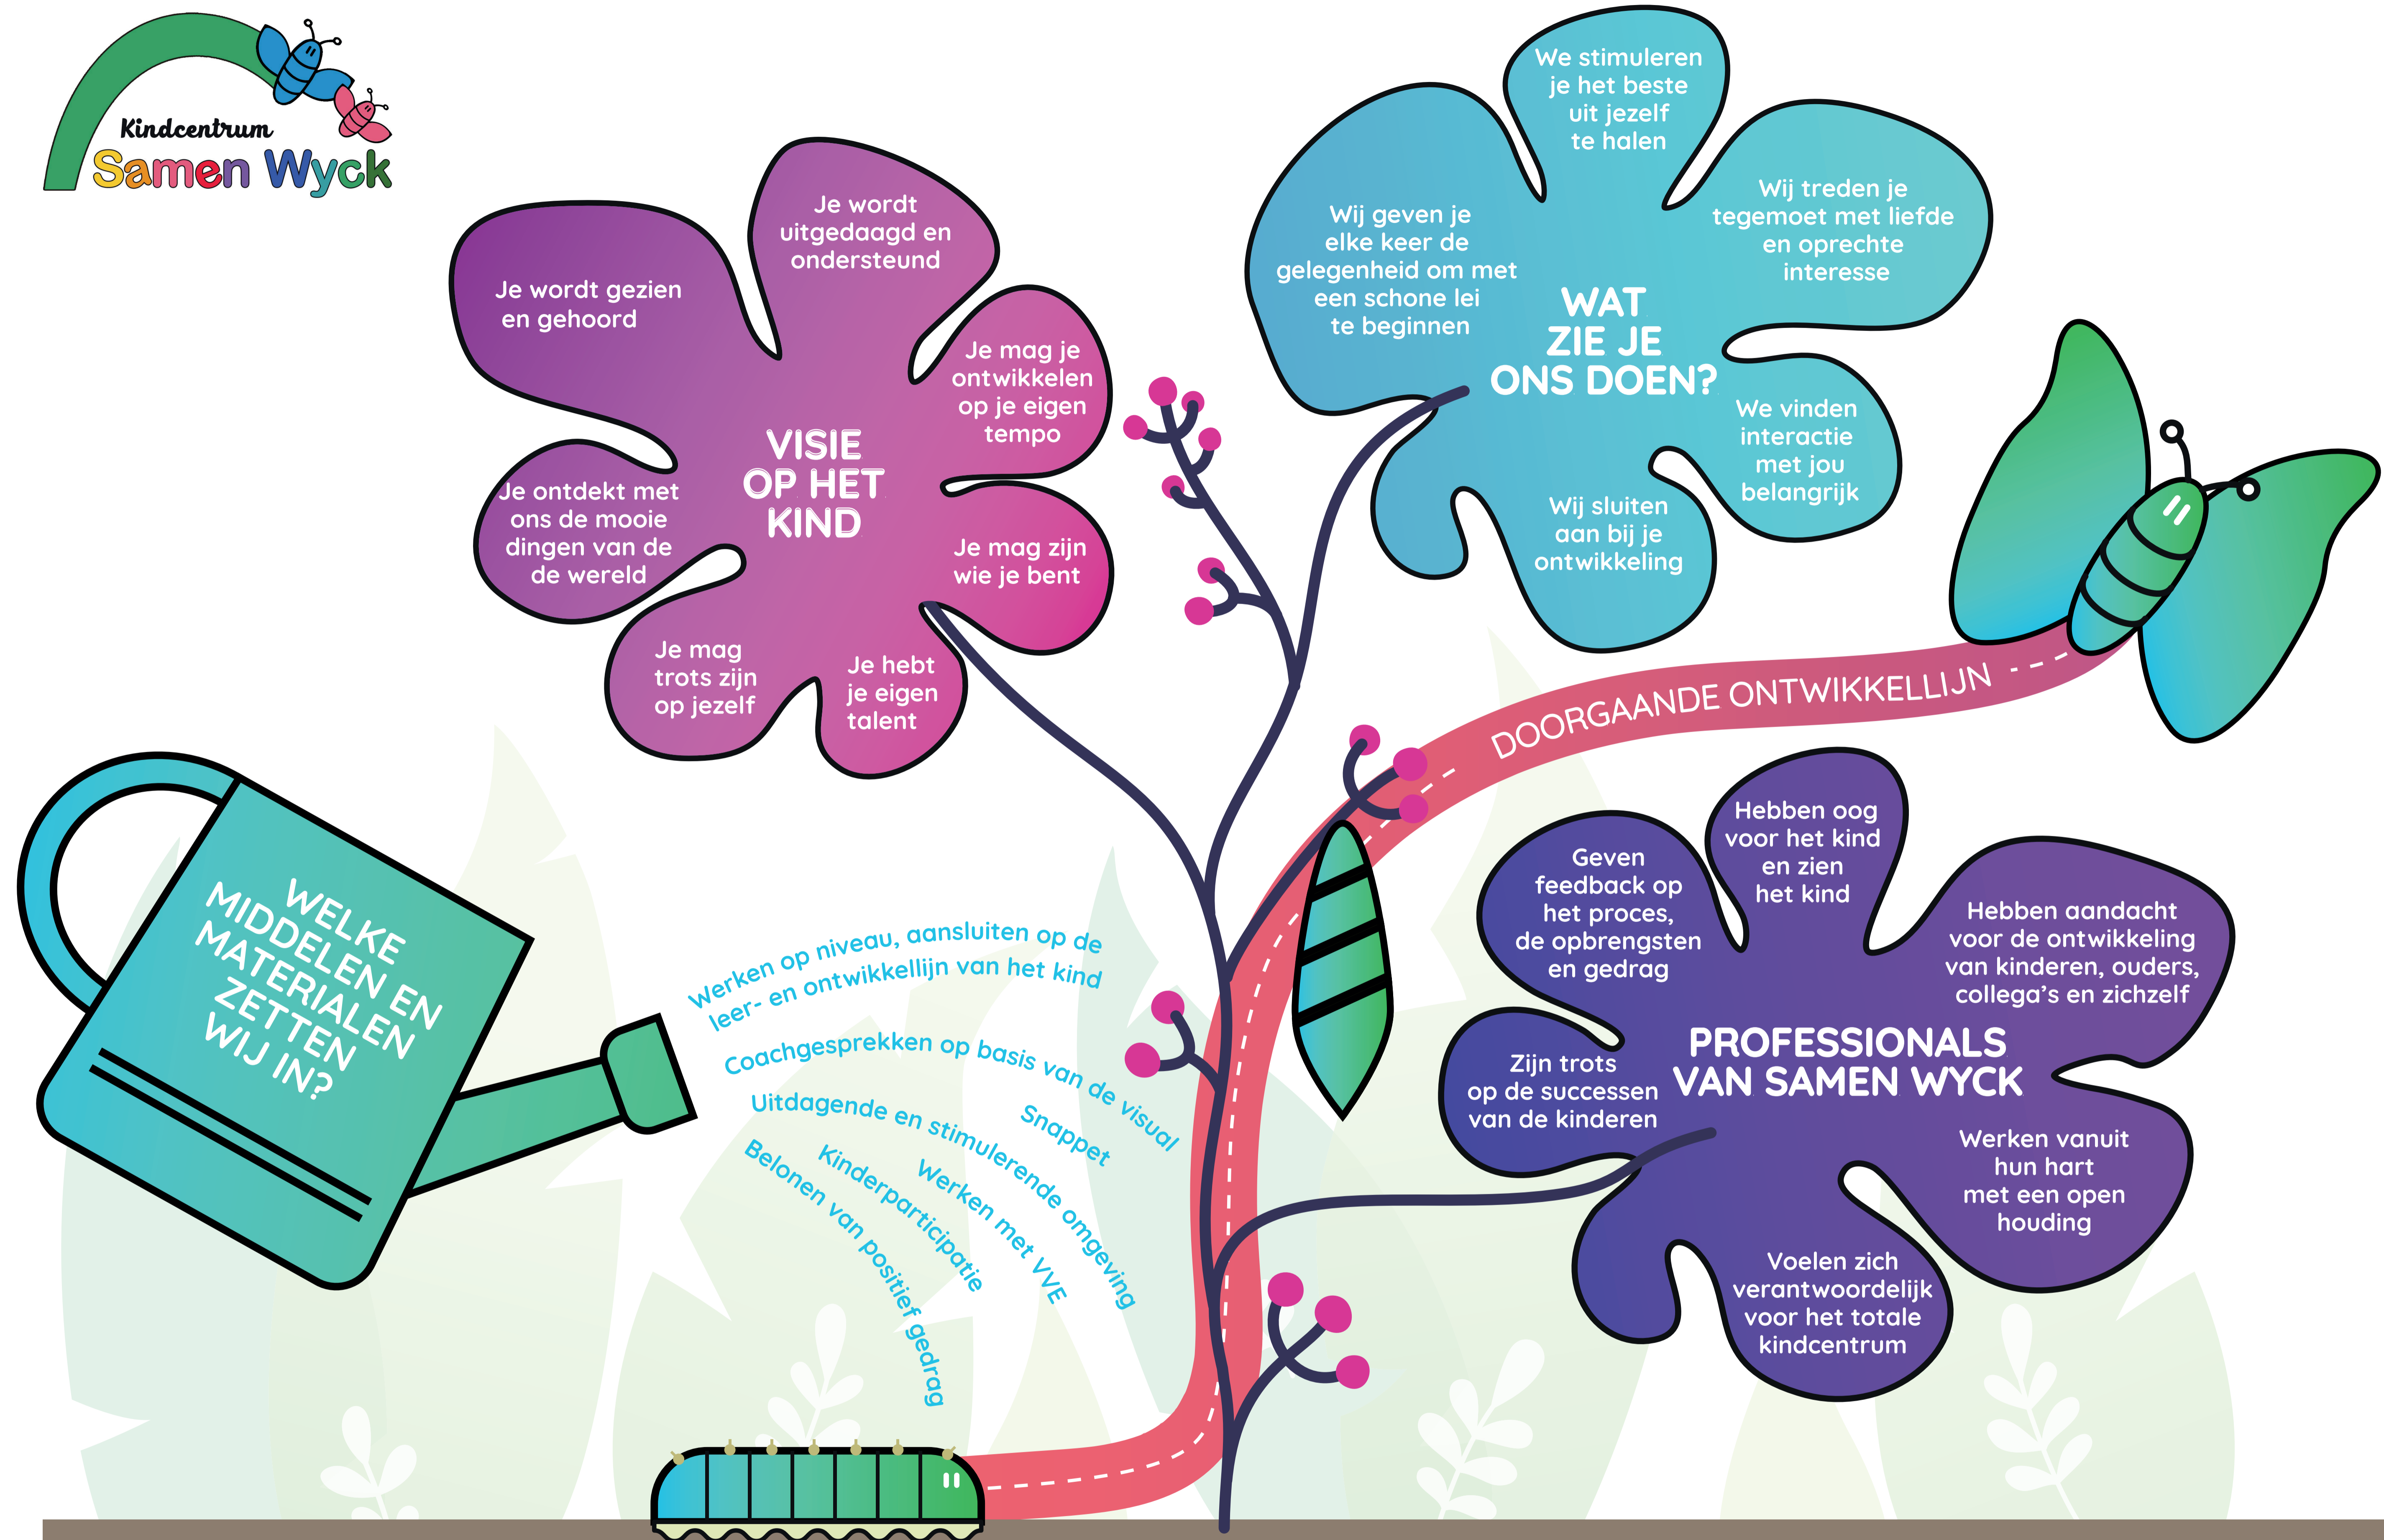 Kindcentrum
Samen Wyck
Je wordt gezien
en gehoord
Je wordt
uitgedaagd en
ondersteund
Je mag je
ontwikkelen
op je eigen
tempo
VISIE
OP HET
KIND
Je ontdekt met
ons de mooie
dingen van de
de wereld
Je mag zijn
wie je bent
Je mag
trots zijn
op jezelf
Je hebt
je eigen
talent
We stimuleren
je het beste
uit jezelf
te halen
Wij geven je
elke keer de
gelegenheid om met
een schone lei
te beginnen
Wij treden je
tegemoet met liefde
en oprechte
interesse
WAT
ZIE JE
ONS DOEN?
We vinden
interactie
met jou
belangrijk
Wij sluiten
aan bij je
ontwikkeling
DOORGAANDE ONTWIKKELLIJN
WELKE
MIDDELEN EN
MATERIALEN
ZETTEN
WIJ IN?
Werken op niveau, aansluiten op de
leer- en ontwikkellijn van het kind
Coachgesprekken op basis van de visual
Snappet
Uitdagende en stimulerende omgeving
Werken met VVE
Kinderparticipatie
Belonen van positief gedrag
Geven
feedback op
het proces,
de opbrengsten
en gedrag
Hebben oog
voor het kind
en zien
het kind
Hebben aandacht
voor de ontwikkeling
van kinderen, ouders,
collega's en zichzelf
PROFESSIONALS
VAN SAMEN WYCK
Zijn trots
op de successen
van de kinderen
Werken vanuit
hun hart
met een open
houding
Voelen zich
verantwoordelijk
voor het totale
kindcentrum